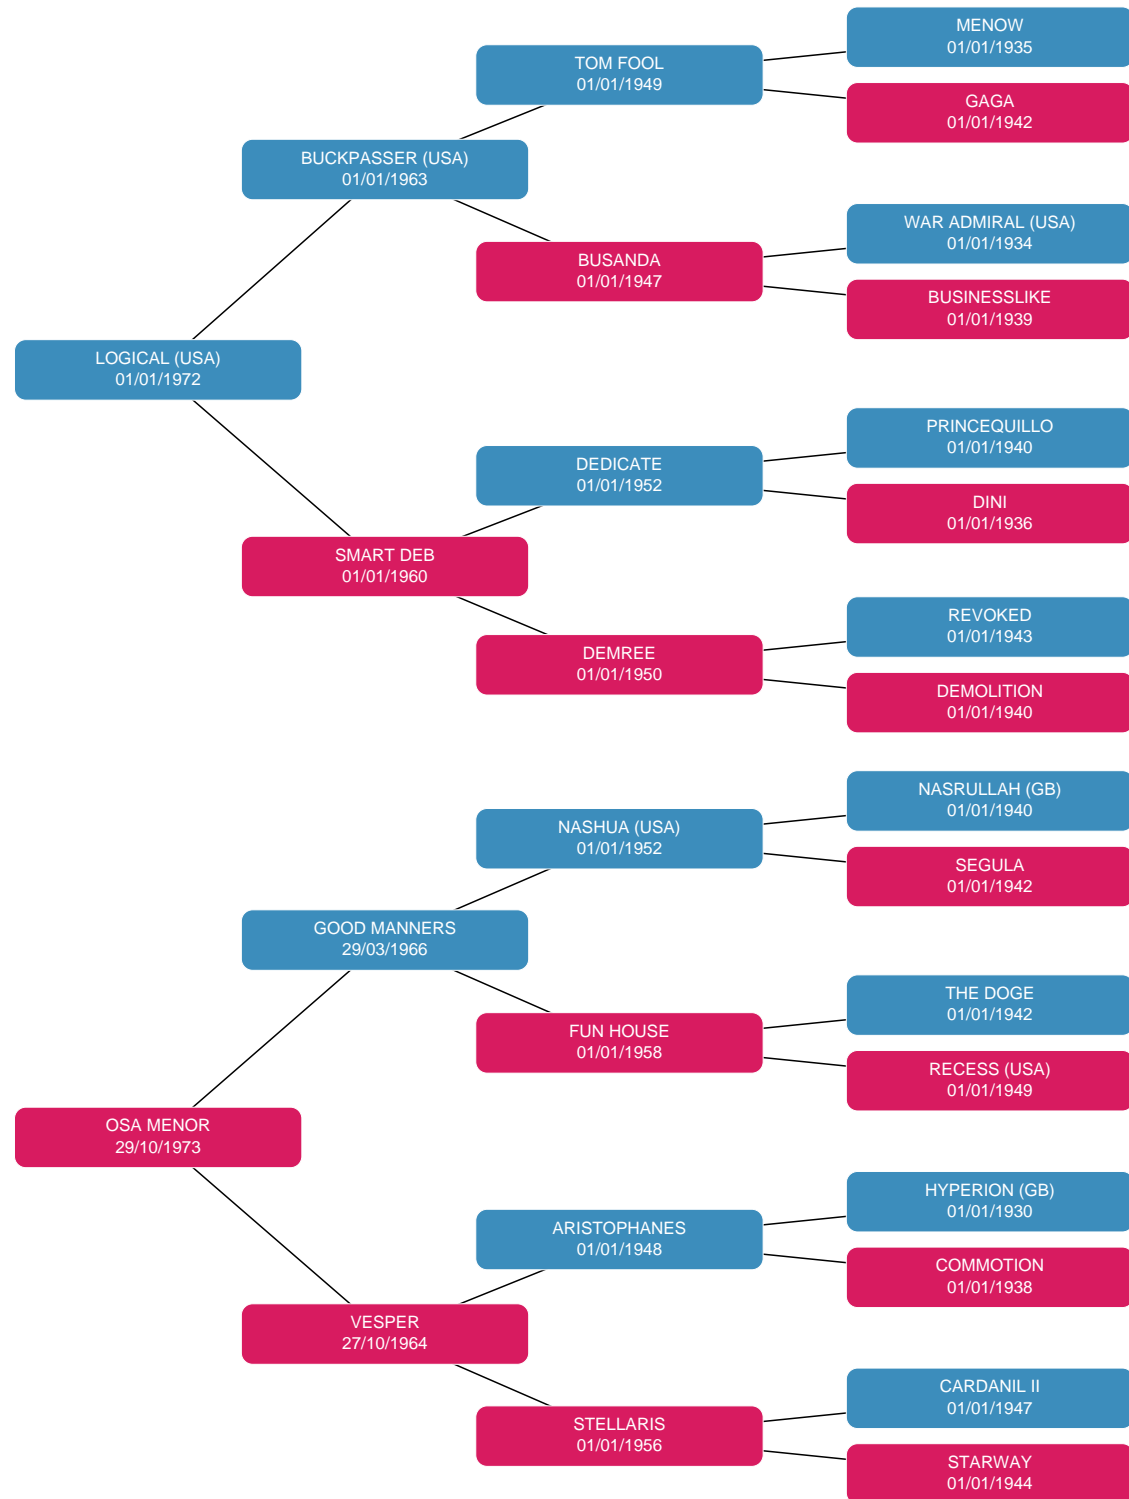 MENOW
01/01/1935
TOM FOOL
01/01/1949
GAGA
01/01/1942
BUCKPASSER (USA)
01/01/1963
WAR ADMIRAL (USA)
01/01/1934
BUSANDA
01/01/1947
BUSINESSLIKE
01/01/1939
LOGICAL (USA)
01/01/1972
PRINCEQUILLO
01/01/1940
DEDICATE
01/01/1952
DINI
01/01/1936
SMART DEB
01/01/1960
REVOKED
01/01/1943
DEMREE
01/01/1950
DEMOLITION
01/01/1940
NASRULLAH (GB)
01/01/1940
NASHUA (USA)
01/01/1952
SEGULA
01/01/1942
GOOD MANNERS
29/03/1966
THE DOGE
01/01/1942
FUN HOUSE
01/01/1958
RECESS (USA)
01/01/1949
OSA MENOR
29/10/1973
HYPERION (GB)
01/01/1930
ARISTOPHANES
01/01/1948
COMMOTION
01/01/1938
VESPER
27/10/1964
CARDANIL II
01/01/1947
STELLARIS
01/01/1956
STARWAY
01/01/1944